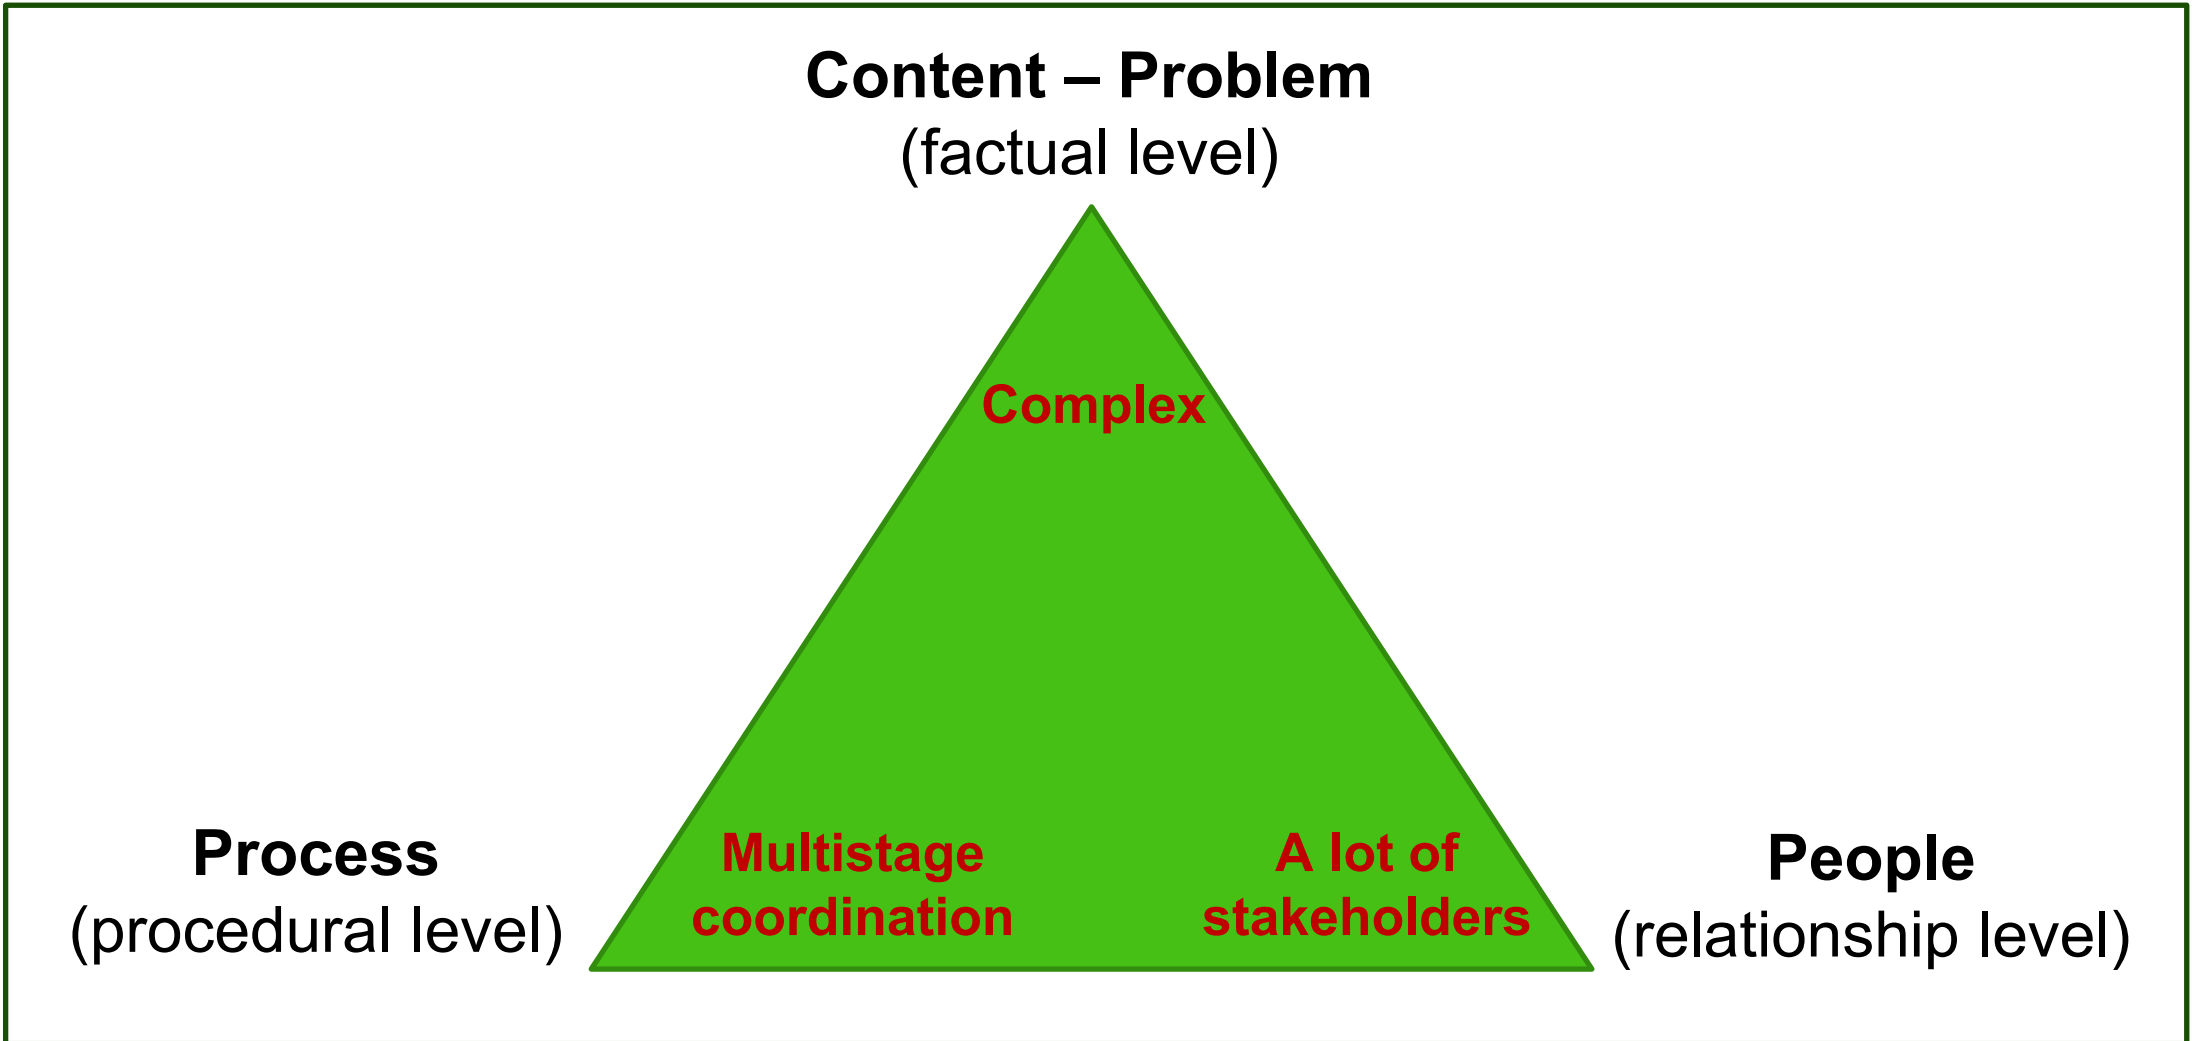 Content – Problem
(factual level)
Complex
Process
(procedural level)
Multistage
coordination
A lot of
stakeholders
People
(relationship level)